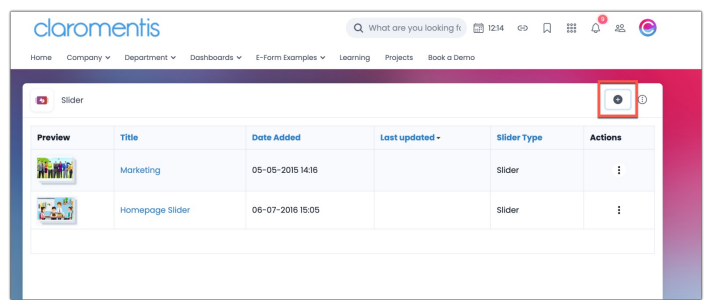 claromentis
What are you looking fo
12:14
9
Home Company Department Dashboards E-Form Examples Learning Projects Book a Demo
Slider
Preview Title Date Added Last updated Slider Type Actions
Marketing 05-05-2015 14:16 Slider
Homepage Slider 06-07-2016 15:05 Slider